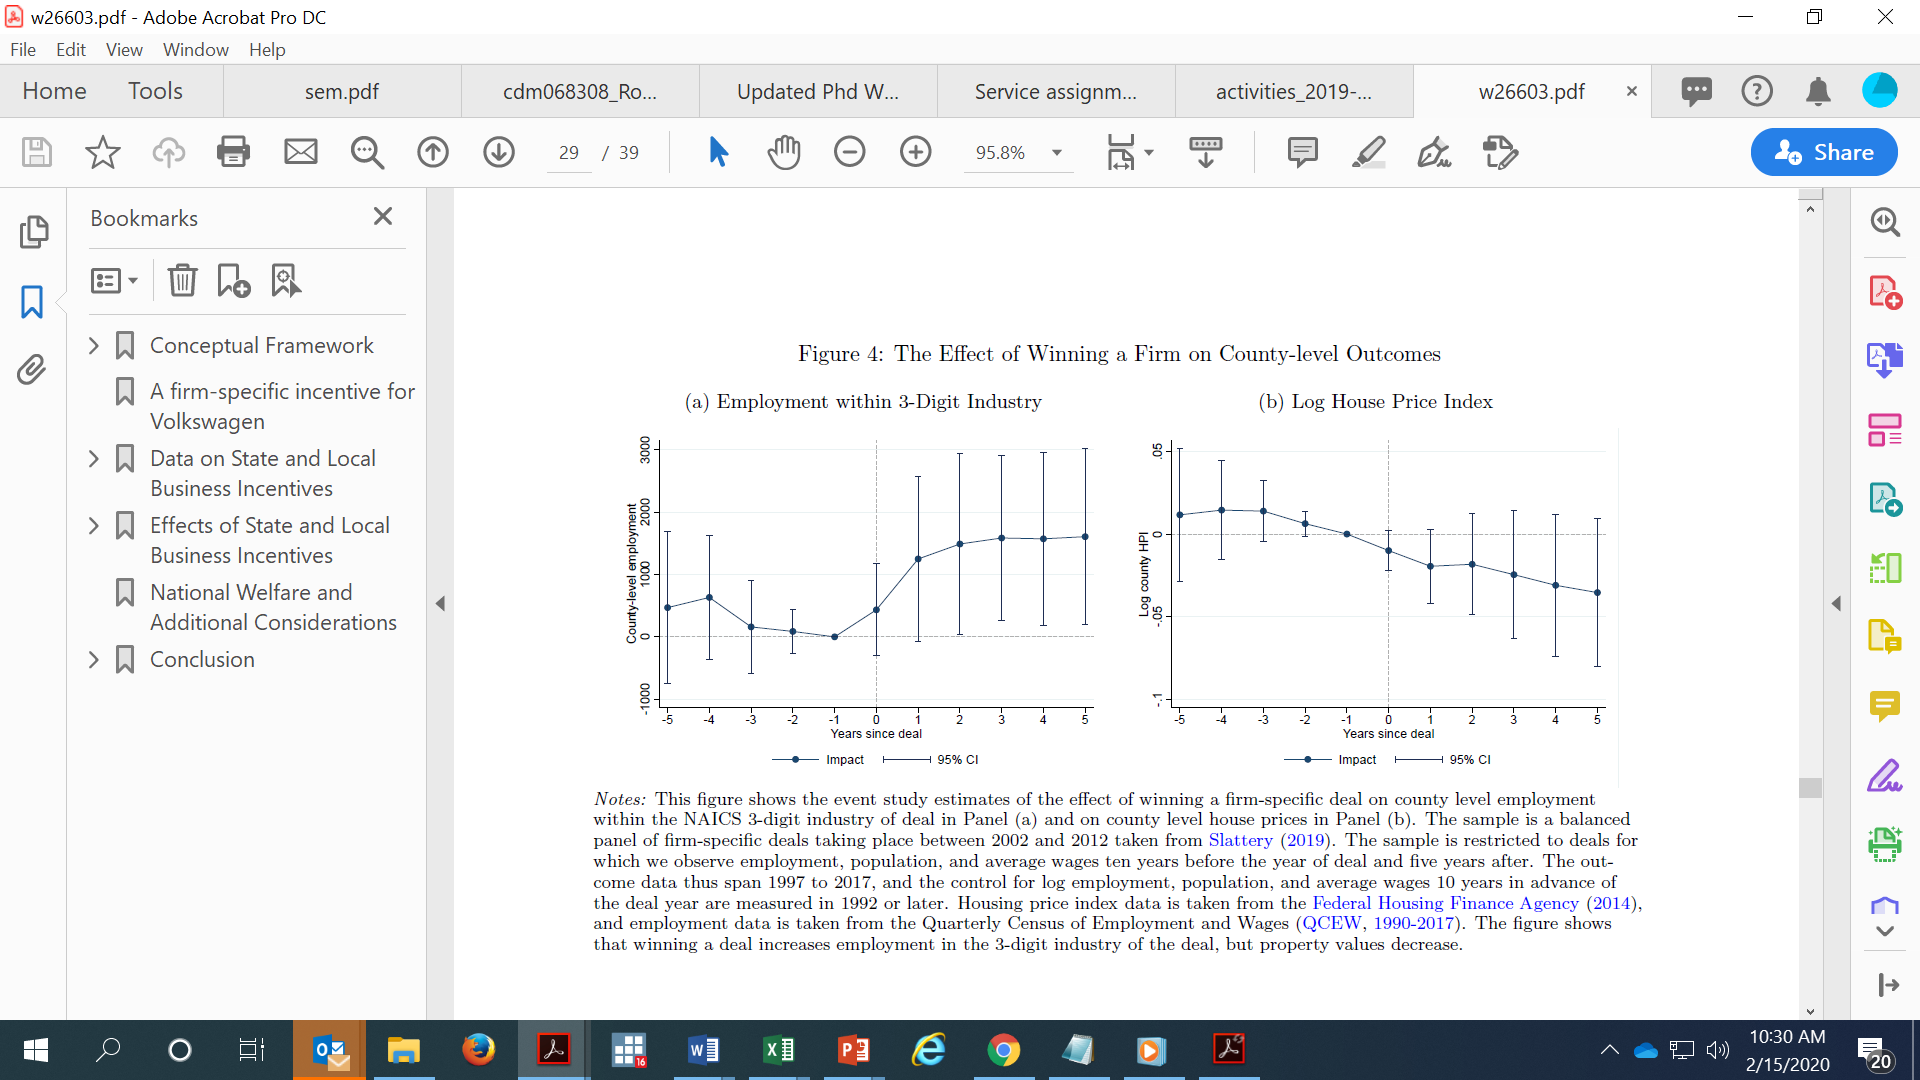 w26603.pdf - Adobe Acrobat Pro DC
File Edit View Window Help
Home Tools sem.pdf cdm068308_Ro... Updated Phd W... Service assignm... activities_2019-... w26603.pdf
29 / 39 95.8% Share
Bookmarks
Conceptual Framework
A firm-specific incentive for
Volkswagen
Data on State and Local
Business Incentives
Effects of State and Local
Business Incentives
National Welfare and
Additional Considerations
Conclusion
Figure 4: The Effect of Winning a Firm on County-level Outcomes
(a) Employment within 3-Digit Industry
County-level employment
3000
2000
1000
0
-1000
-5 -4 -3 -2 -1 0 1 2 3 4 5
Years since deal
Impact 95% CI
(b) Log House Price Index
Log county HPI
.05
0
-.05
-.1
-5 -4 -3 -2 -1 0 1 2 3 4 5
Years since deal
Impact 95% CI
Notes: This figure shows the event study estimates of the effect of winning a firm-specific deal on county level employment
within the NAICS 3-digit industry of deal in Panel (a) and on county level house prices in Panel (b). The sample is a balanced
panel of firm-specific deals taking place between 2002 and 2012 taken from Slattery (2019). The sample is restricted to deals for
which we observe employment, population, and average wages ten years before the year of deal and five years after. The out-
come data thus span 1997 to 2017, and the control for log employment, population, and average wages 10 years in advance of
the deal year are measured in 1992 or later. Housing price index data is taken from the Federal Housing Finance Agency (2014),
and employment data is taken from the Quarterly Census of Employment and Wages (QCEW, 1990-2017). The figure shows
that winning a deal increases employment in the 3-digit industry of the deal, but property values decrease.
16
10:30 AM
2/15/2020
20